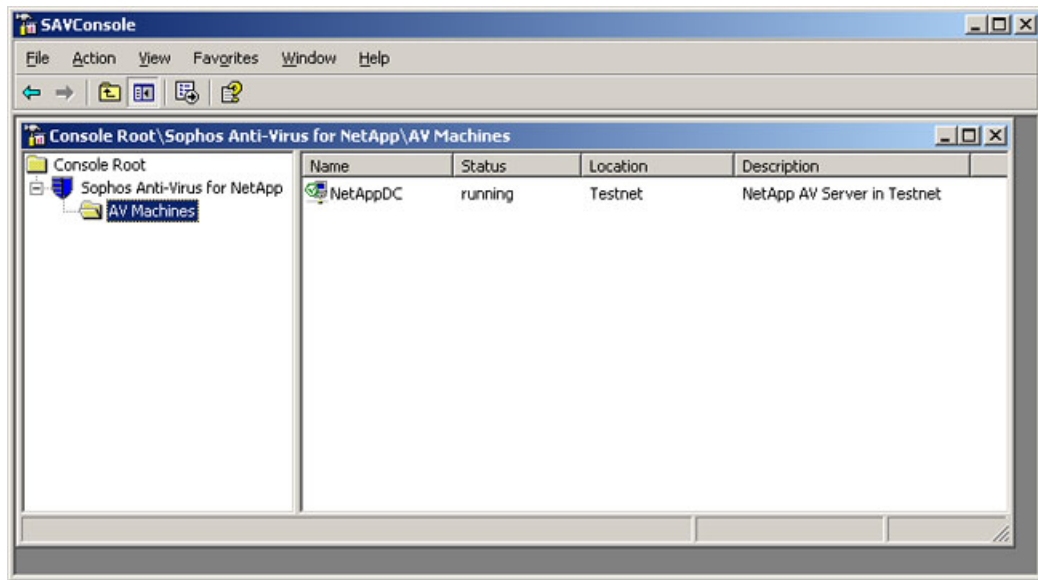 SAVConsole
File Action View Favorites Window Help
Console Root\Sophos Anti-Virus for NetApp\AV Machines
Console Root
Sophos Anti-Virus for NetApp
AV Machines
Name Status Location Description
NetAppDC running Testnet NetApp AV Server in Testnet